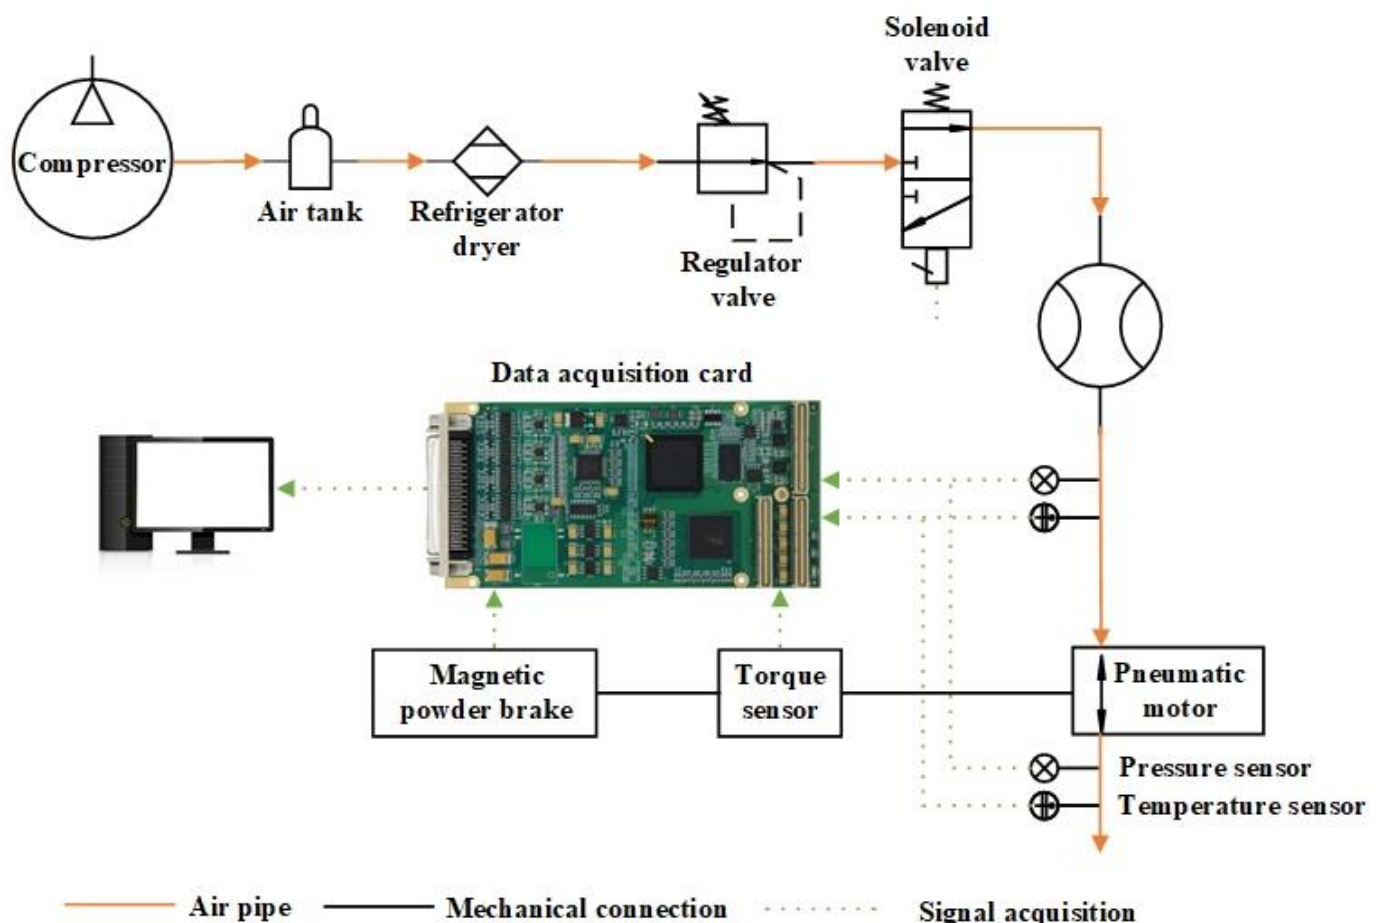 Solenoid
valve
Compressor
Air tank
Refrigerator
dryer
Regulator
valve
Data acquisition card
Magnetic
powder brake
Torque
sensor
Pneumatic
motor
Pressure sensor
Temperature sensor
Air pipe
Mechanical connection
Signal acquisition